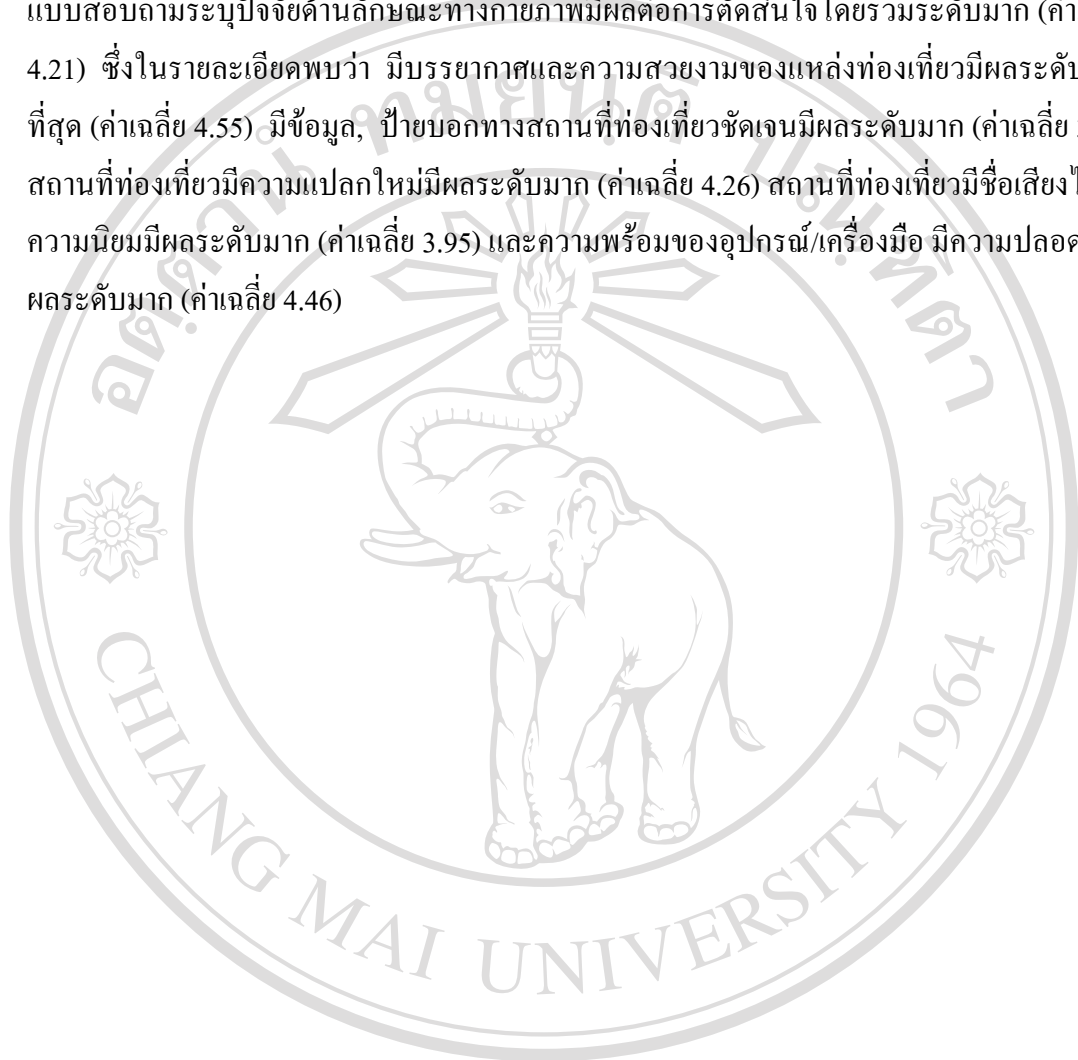 แบบสอบถามระบุปัจจัยด้านลักษณะทางกายภาพมีผลต่อการตัดสินใจ โดยรวมระดับมาก (ค่า
4.21) ซึ่งในรายละเอียดพบว่า มีบรรยากาศและความสวยงามของแหล่งท่องเที่ยวมีผลระดับ
ที่สุด (ค่าเฉลี่ย 4.55) มีข้อมูล, ป้ายบอกทางสถานที่ท่องเที่ยวชัดเจนมีผลระดับมาก (ค่าเฉลี่ย
สถานที่ท่องเที่ยวมีความแปลกใหม่มีผลระดับมาก (ค่าเฉลี่ย 4.26) สถานที่ท่องเที่ยวมีชื่อเสียง
ความนิยมมีผลระดับมาก (ค่าเฉลี่ย 3.95) และความพร้อมของอุปกรณ์/เครื่องมือ มีความปลอด
ผลระดับมาก (ค่าเฉลี่ย 4.46)
อตฺตานํ ทมยนฺติ ปณฺฑิตา
CHIANG MAI UNIVERSITY 1964